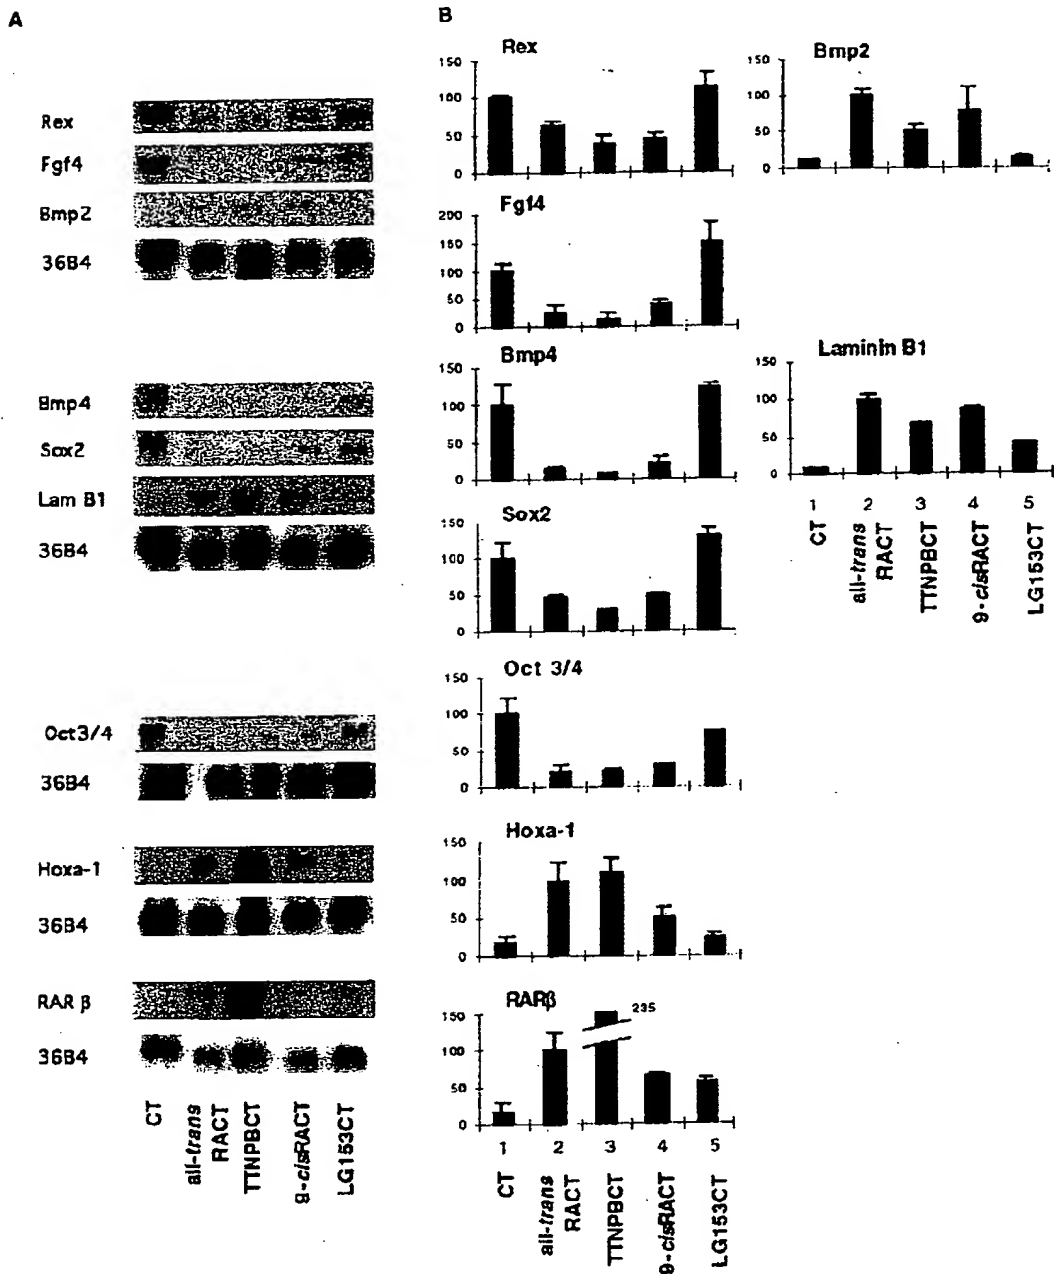 A
Rex
Fgf4
Bmp2
36B4
Bmp4
Sox2
Lam B1
36B4
Oct3/4
36B4
Hoxa-1
36B4
RAR β
36B4
CT
all-trans RACT
TTNPBCT
9-cisRACT
LG153CT
B
Rex
150
100
50
0
Bmp2
150
100
50
0
Fgf4
200
150
100
50
0
Bmp4
150
100
50
0
Laminin B1
150
100
50
0
1 2 3 4 5
CT
all-trans RACT
TTNPBCT
9-cisRACT
LG153CT
Sox2
150
100
50
0
Oct 3/4
150
100
50
0
Hoxa-1
150
100
50
0
RARβ
235
150
100
50
0
1 2 3 4 5
CT
all-trans RACT
TTNPBCT
9-cisRACT
LG153CT